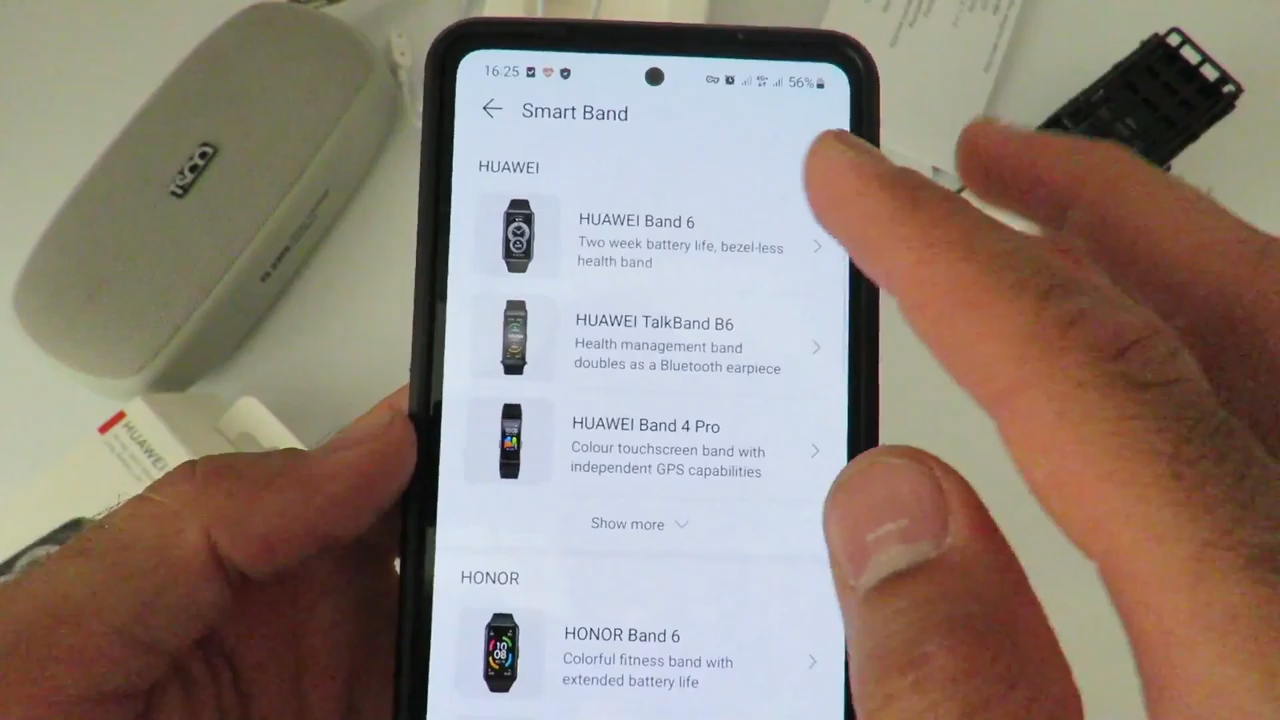 16:25
56%
Smart Band
HUAWEI
HUAWEI Band 6
Two week battery life, bezel-less
health band
HUAWEI TalkBand B6
Health management band
doubles as a Bluetooth earpiece
HUAWEI Band 4 Pro
Colour touchscreen band with
independent GPS capabilities
Show more
HONOR
HONOR Band 6
Colorful fitness band with
extended battery life
HUAWEI